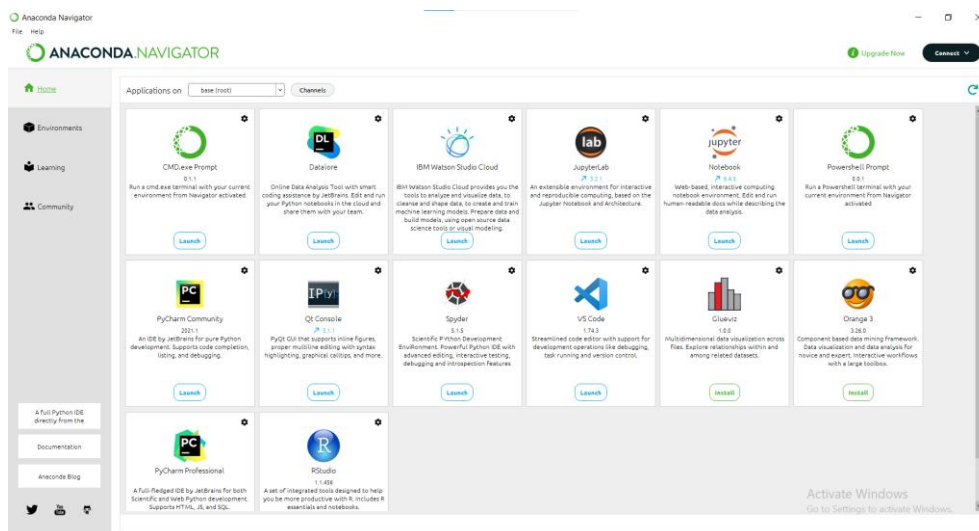 Anaconda Navigator
File Help
ANACONDA.NAVIGATOR
Upgrade Now
Connect
Home
Environments
Learning
Community
Applications on
base (root)
Channels
CMD.exe Prompt
0.1.1
Run a cmd.exe terminal with your current
environment from Navigator activated
Launch
DL
Datalore
Online Data Analysis Tool with smart
coding assistance by JetBrains. Edit and run
your Python notebooks in the cloud and
share them with your team.
Launch
IBM Watson Studio Cloud
IBM Watson Studio Cloud provides you the
tools to analyze and visualize data, to
cleanse and shape data, to create and train
machine learning models. Prepare data and
build models, using open source data
science tools or visual modeling.
Launch
lab
JupyterLab
3.2.1
An extensible environment for interactive
and reproducible computing, based on the
Jupyter Notebook and Architecture.
Launch
jupyter
Notebook
Web-based, interactive computing
notebook environment. Edit and run
human-readable docs while describing the
data analysis.
Launch
Powershell Prompt
0.0.1
Run a Powershell terminal with your
current environment from Navigator
activated
Launch
PC
PyCharm Community
2021.1
An IDE by JetBrains for pure Python
development. Supports code completion,
listing, and debugging.
Launch
IP[y]:
Qt Console
5.1.1
PyQt GUI that supports inline figures,
proper multiline editing with syntax
highlighting, graphical calltips, and more.
Launch
Spyder
5.1.5
Scientific PYthon Development
EnviRonment. Powerful Python IDE with
advanced editing, interactive testing,
debugging and introspection features
Launch
VS Code
1.74.3
Streamlined code editor with support for
development operations like debugging,
task running and version control.
Launch
Glueviz
1.0.0
Multidimensional data visualization across
files. Explore relationships within and
among related datasets.
Install
Orange 3
3.26.0
Component based data mining framework.
Data visualization and data analysis for
novice and expert. Interactive workflows
with a large toolbox.
Install
PC
PyCharm Professional
A full-fledged IDE by JetBrains for both
Scientific and Web Python development.
Supports HTML, JS, and SQL.
R
RStudio
1.1.456
A set of integrated tools designed to help
you be more productive with R. Includes R
essentials and notebooks.
A full Python IDE
directly from the
Documentation
Anaconda Blog
Activate Windows
Go to Settings to activate Windows.